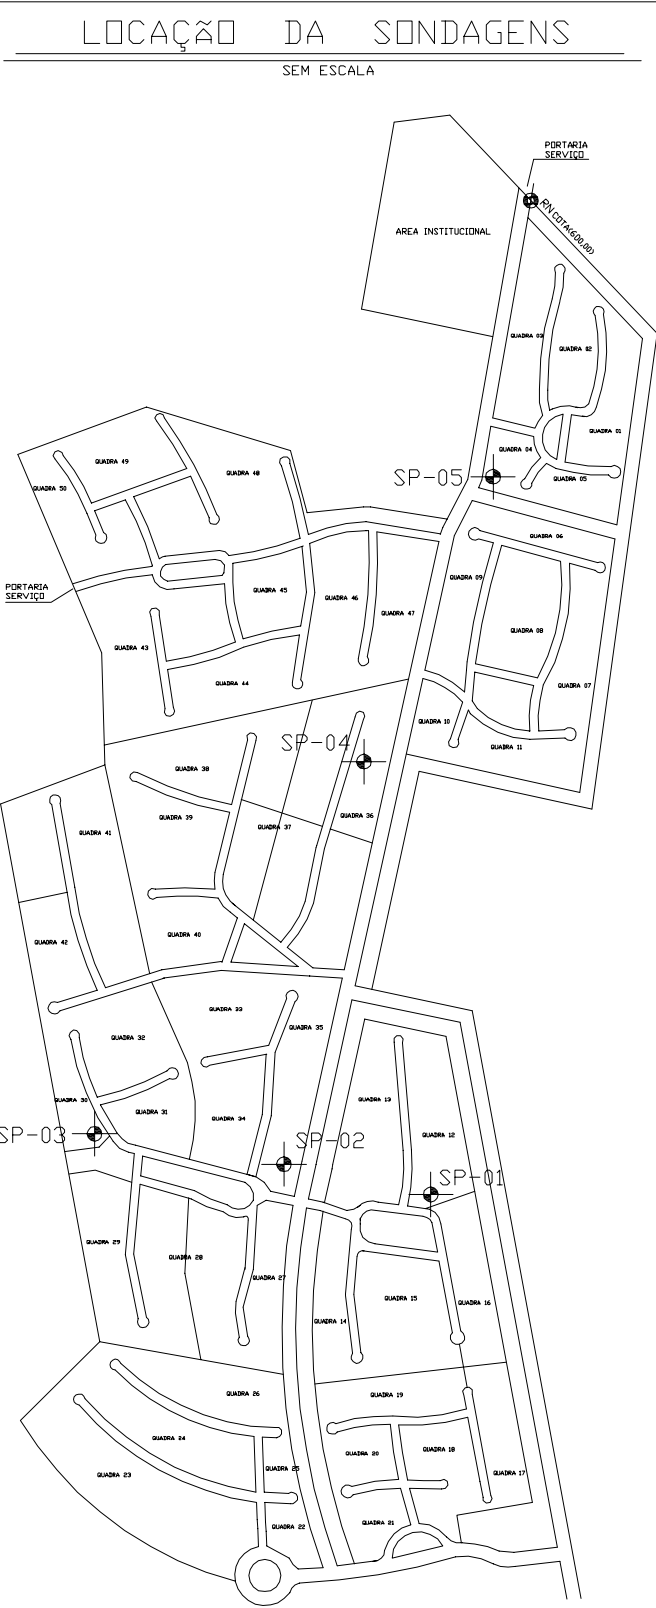 LOCAÇÃO DA SONDAGENS
SEM ESCALA
PORTARIA
SERVIÇO
RN COTA(600,00)
AREA INSTITUCIONAL
QUADRA 03
QUADRA 02
QUADRA 01
QUADRA 04
QUADRA 05
SP-05
QUADRA 49
QUADRA 48
QUADRA 50
QUADRA 06
QUADRA 09
PORTARIA
SERVIÇO
QUADRA 45
QUADRA 46
QUADRA 47
QUADRA 08
QUADRA 43
QUADRA 44
QUADRA 07
QUADRA 10
QUADRA 11
SP-04
QUADRA 38
QUADRA 39
QUADRA 37
QUADRA 36
QUADRA 41
QUADRA 42
QUADRA 40
QUADRA 33
QUADRA 35
QUADRA 32
QUADRA 30
QUADRA 31
QUADRA 34
QUADRA 13
QUADRA 12
SP-03
SP-02
SP-01
QUADRA 29
QUADRA 28
QUADRA 27
QUADRA 15
QUADRA 16
QUADRA 14
QUADRA 26
QUADRA 19
QUADRA 24
QUADRA 23
QUADRA 25
QUADRA 20
QUADRA 18
QUADRA 17
QUADRA 22
QUADRA 21